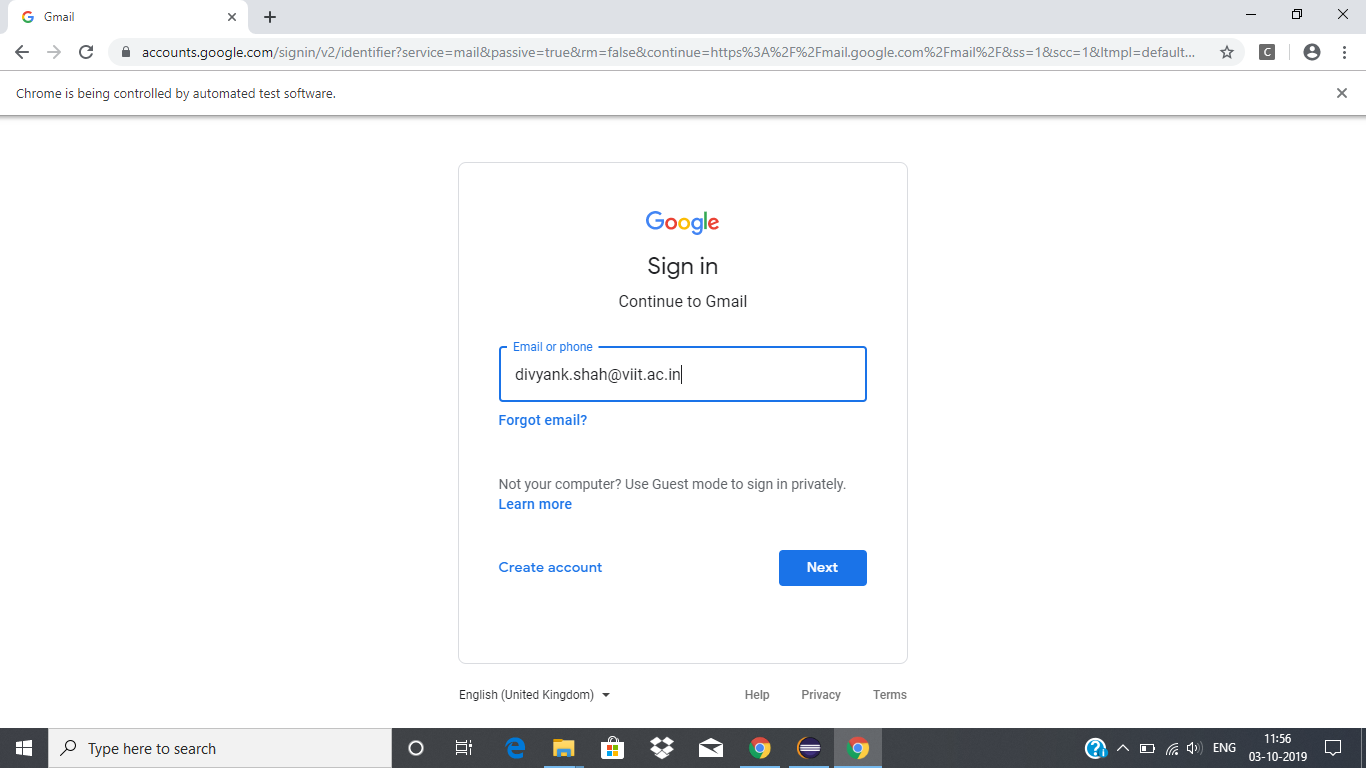 Gmail
accounts.google.com/signin/v2/identifier?service=mail&passive=true&rm=false&continue=https%3A%2F%2Fmail.google.com%2Fmail%2F&ss=1&scc=1&ltmpl=default...
C
Chrome is being controlled by automated test software.
Google
Sign in
Continue to Gmail
Email or phone
divyank.shah@viit.ac.in
Forgot email?
Not your computer? Use Guest mode to sign in privately.
Learn more
Create account Next
English (United Kingdom) Help Privacy Terms
Type here to search
ENG
11:56
03-10-2019